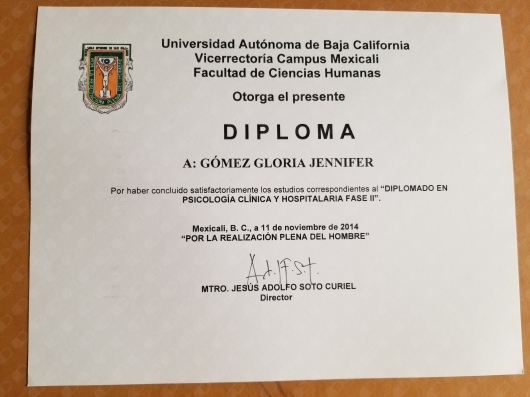 Universidad Autónoma de Baja California
Vicerrectoría Campus Mexicali
Facultad de Ciencias Humanas
Otorga el presente
DIPLOMA
A: GÓMEZ GLORIA JENNIFER
Por haber concluido satisfactoriamente los estudios correspondientes al “DIPLOMADO EN
PSICOLOGÍA CLÍNICA Y HOSPITALARIA FASE II”.
Mexicali, B. C., a 11 de noviembre de 2014
“POR LA REALIZACIÓN PLENA DEL HOMBRE”
MTRO. JESÚS ADOLFO SOTO CURIEL
Director